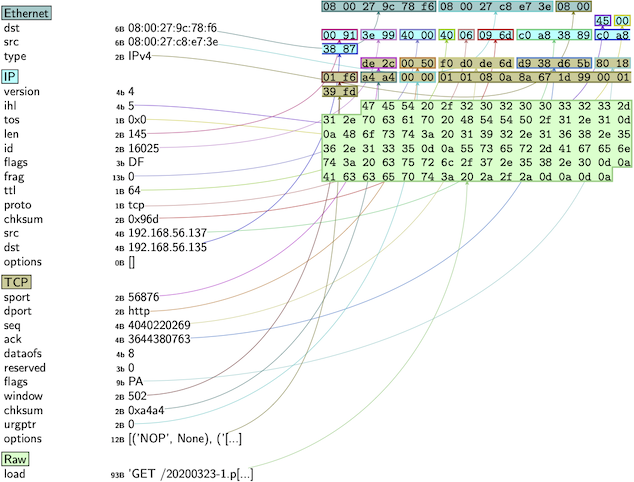 Ethernet
dst 6B 08:00:27:9c:78:f6
src 6B 08:00:27:c8:e7:3e
type 2B IPv4
IP
version 4b 4
ihl 4b 5
tos 1B 0x0
len 2B 145
id 2B 16025
flags 3b DF
frag 13b 0
ttl 1B 64
proto 1B tcp
chksum 2B 0x96d
src 4B 192.168.56.137
dst 4B 192.168.56.135
options 0B []
TCP
sport 2B 56876
dport 2B http
seq 4B 4040220269
ack 4B 3644380763
dataofs 4b 8
reserved 3b 0
flags 9b PA
window 2B 502
chksum 2B 0xa4a4
urgptr 2B 0
options 12B [('NOP', None), ('[...]
Raw
load 93B 'GET /20200323-1.p[...]
08 00 27 9c 78 f6 08 00 27 c8 e7 3e 08 00
45 00
00 91 3e 99 40 00 40 06 09 6d c0 a8 38 89 c0 a8
38 87
de 2c 00 50 f0 d0 de 6d d9 38 d6 5b 80 18
01 f6 a4 a4 00 00 01 01 08 0a 8a 67 1d 99 00 01
39 fd
47 45 54 20 2f 32 30 32 30 30 33 32 33 2d
31 2e 70 63 61 70 20 48 54 54 50 2f 31 2e 31 0d
0a 48 6f 73 74 3a 20 31 39 32 2e 31 36 38 2e 35
36 2e 31 33 35 0d 0a 55 73 65 72 2d 41 67 65 6e
74 3a 20 63 75 72 6c 2f 37 2e 35 38 2e 30 0d 0a
41 63 63 65 70 74 3a 20 2a 2f 2a 0d 0a 0d 0a